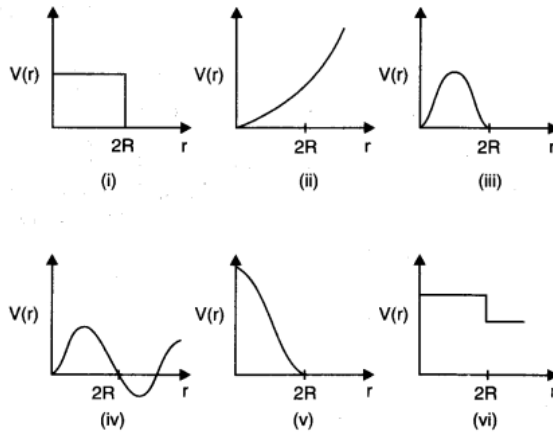 V(r) 2R r
(i)
V(r) 2R r
(ii)
V(r) 2R r
(iii)
V(r) 2R r
(iv)
V(r) 2R r
(v)
V(r) 2R
(vi)